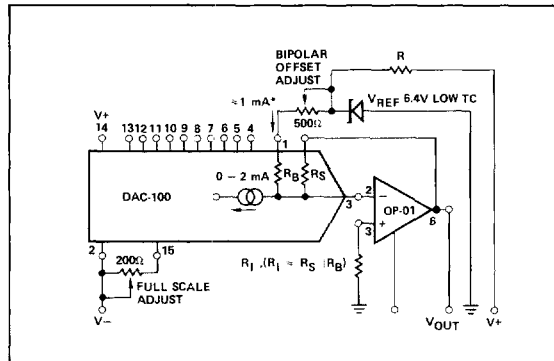 BIPOLAR
OFFSET
ADJUST
R
≈1 mA*
500Ω
VREF 6.4V LOW TC
V+
14 13 12 11 10 9 8 7 6 5 4
1
RB
RS
0 – 2 mA
DAC-100
3
2
−
OP-01
6
+
3
2
15
200Ω
FULL SCALE
ADJUST
RI ,(RI = RS RB)
V−
VOUT
V+